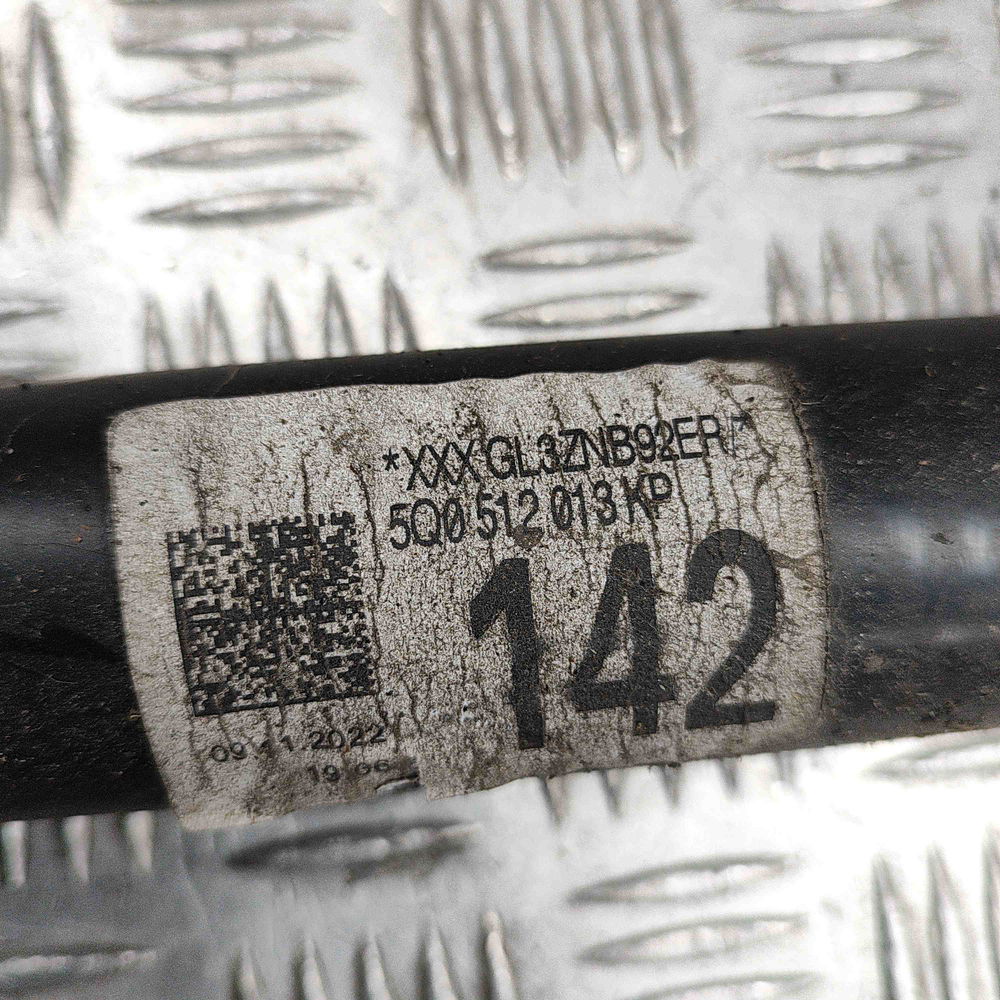 *XXX GL3ZNB92ER/*
5Q0 512 013 KP
142
09.11.2022